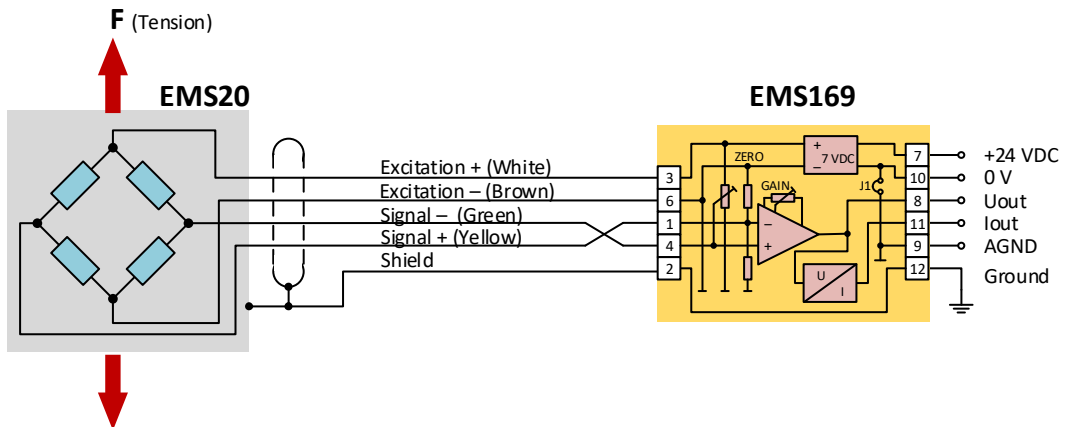 F (Tension)
EMS20
EMS169
Excitation + (White)
Excitation – (Brown)
Signal – (Green)
Signal + (Yellow)
Shield
3
6
1
4
2
ZERO
GAIN
+
–
7 VDC
J1
–
+
U
I
7
10
8
11
9
12
+24 VDC
0 V
Uout
Iout
AGND
Ground